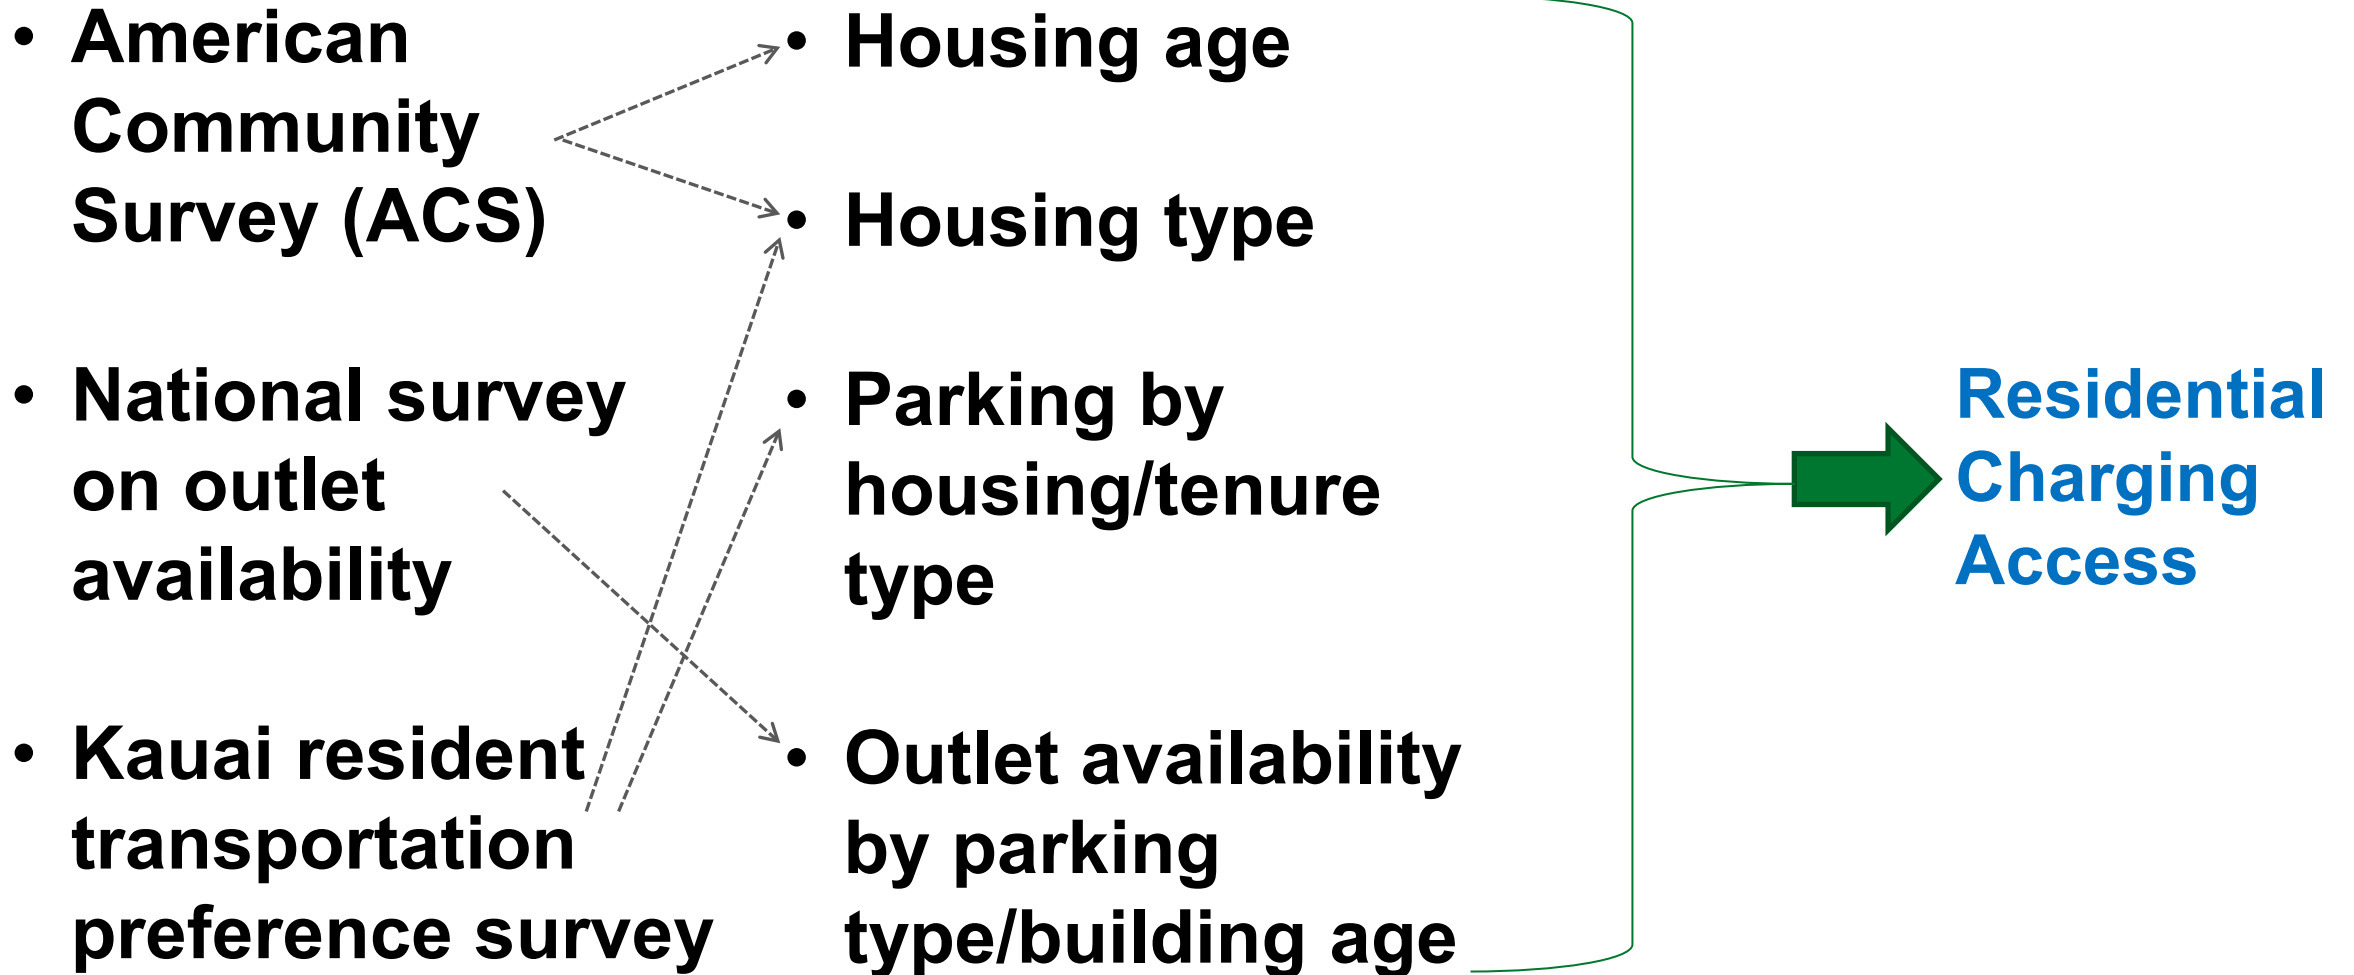 • American
Community
Survey (ACS)
• National survey
on outlet
availability
• Kauai resident
transportation
preference survey
• Housing age
• Housing type
• Parking by
housing/tenure
type
• Outlet availability
by parking
type/building age
Residential
Charging
Access